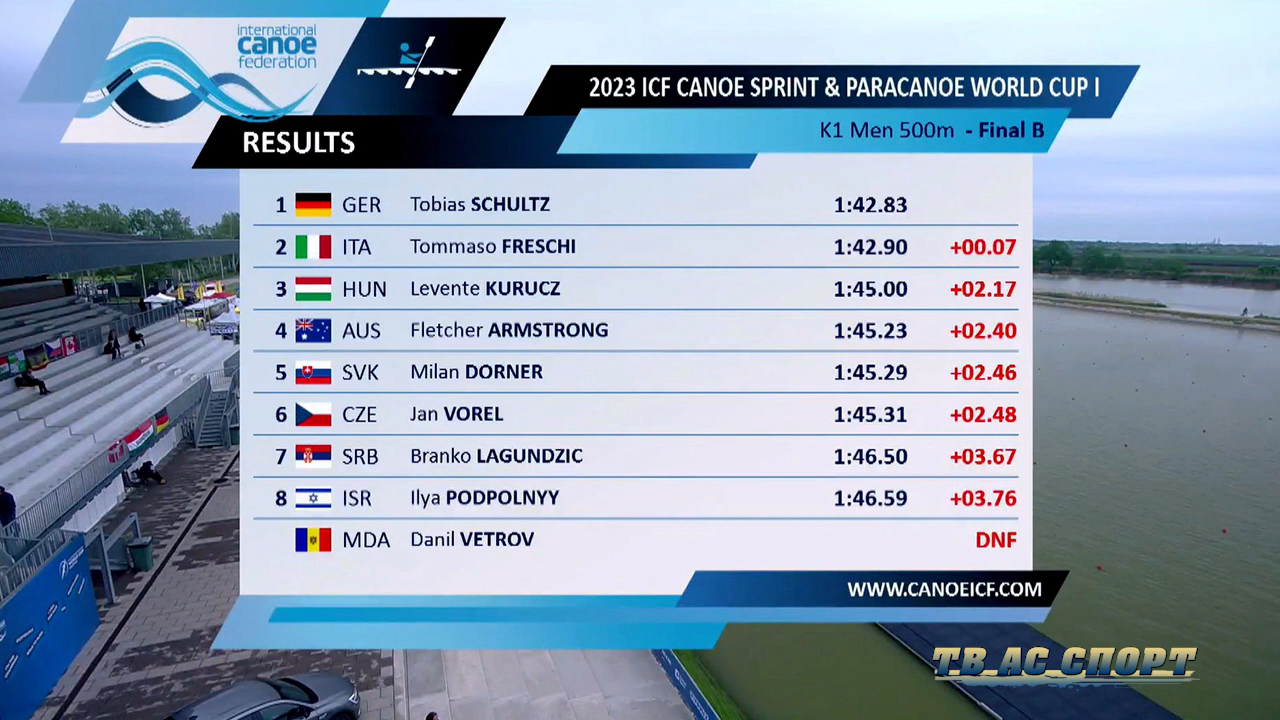 international
canoe
federation
2023 ICF CANOE SPRINT & PARACANOE WORLD CUP I
K1 Men 500m - Final B
RESULTS
1 GER Tobias SCHULTZ 1:42.83
2 ITA Tommaso FRESCHI 1:42.90 +00.07
3 HUN Levente KURUCZ 1:45.00 +02.17
4 AUS Fletcher ARMSTRONG 1:45.23 +02.40
5 SVK Milan DORNER 1:45.29 +02.46
6 CZE Jan VOREL 1:45.31 +02.48
7 SRB Branko LAGUNDZIC 1:46.50 +03.67
8 ISR Ilya PODPOLNYY 1:46.59 +03.76
MDA Danil VETROV DNF
WWW.CANOEICF.COM
ТВ АС СПОРТ